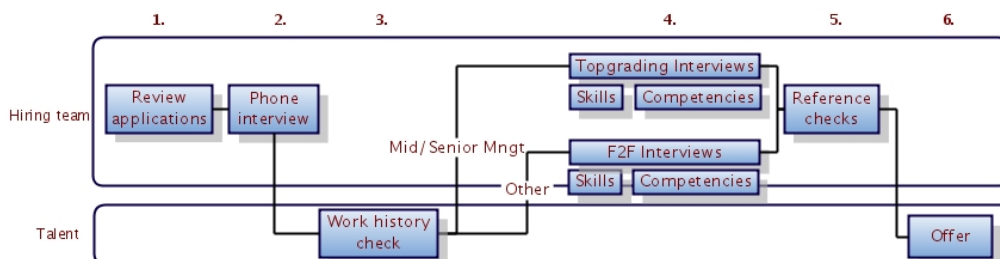 1.
2.
3.
4.
5.
6.
Hiring team
Review
applications
Phone
interview
Mid/Senior Mngt
Other
Topgrading Interviews
Skills
Competencies
F2F Interviews
Skills
Competencies
Reference
checks
Talent
Work history
check
Offer